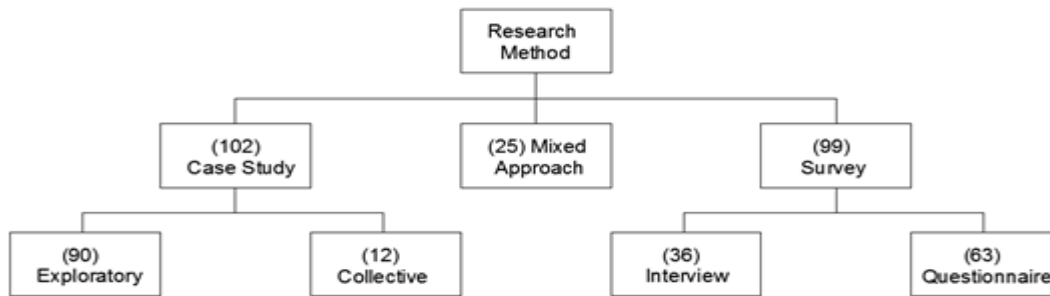 Research
Method
(102)
Case Study
(25) Mixed
Approach
(99)
Survey
(90)
Exploratory
(12)
Collective
(36)
Interview
(63)
Questionnaire